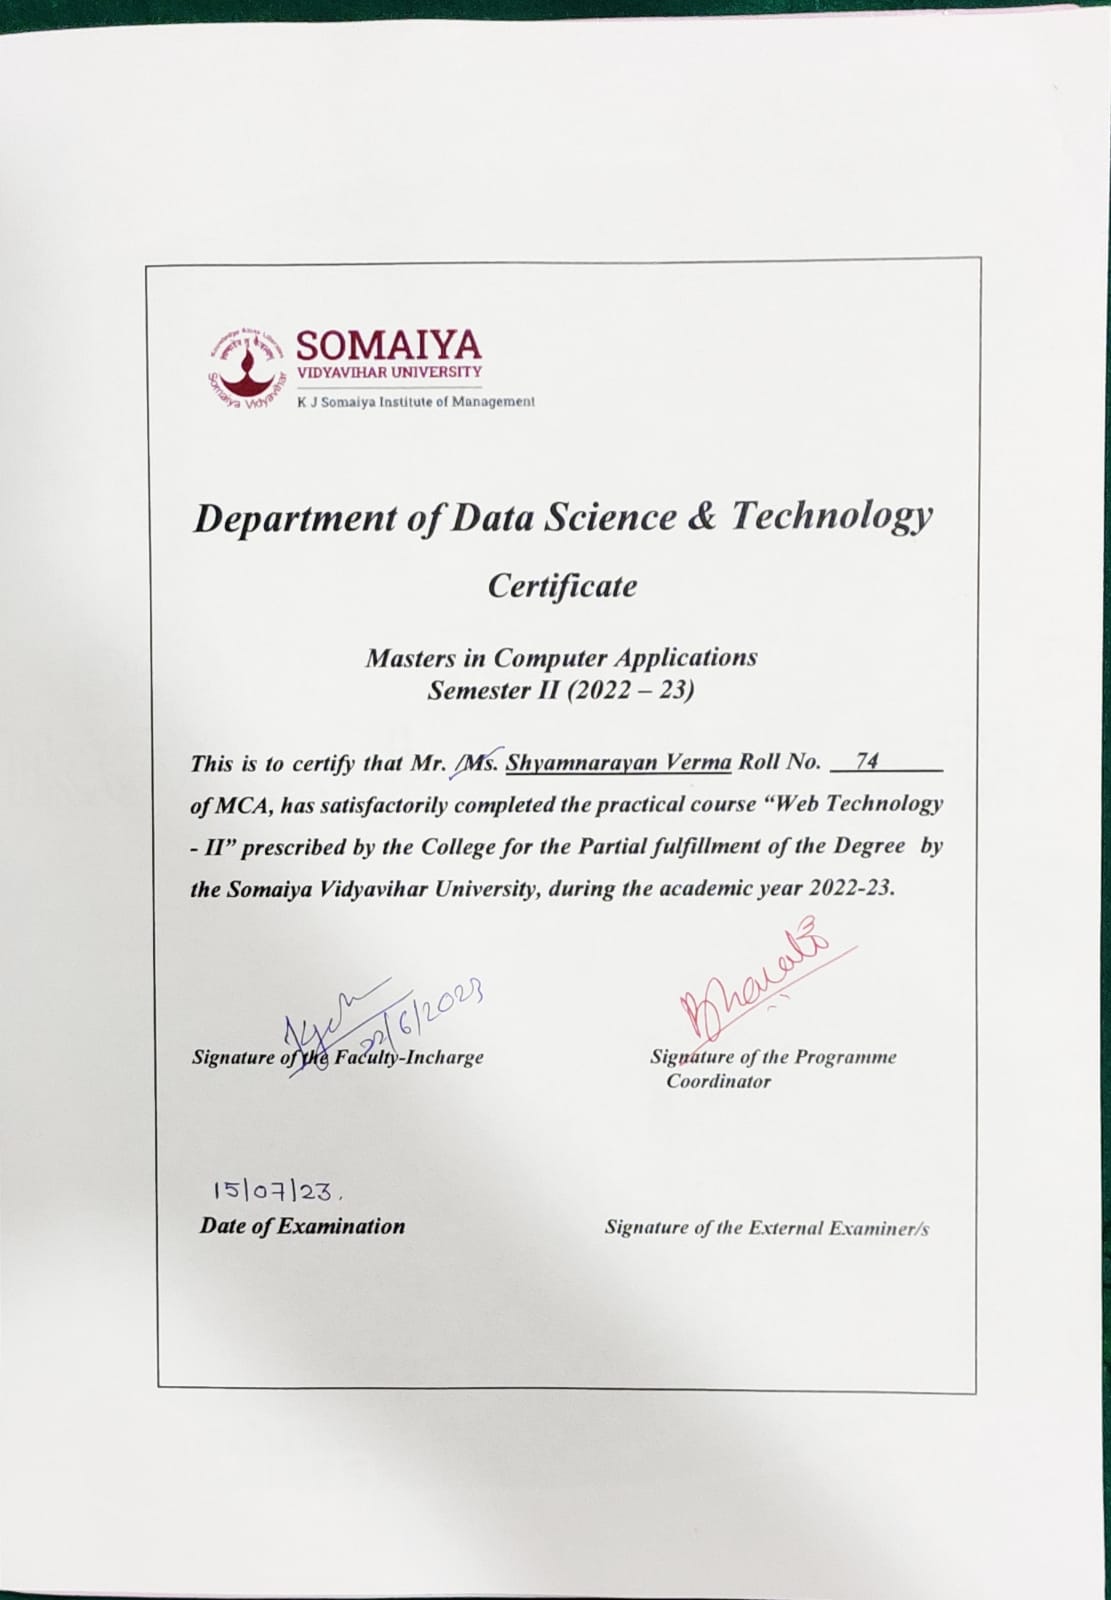 SOMAIYA
VIDYAVIHAR UNIVERSITY
K J Somaiya Institute of Management
Somaiya Vidyavihar
Department of Data Science & Technology
Certificate
Masters in Computer Applications
Semester II (2022 – 23)
This is to certify that Mr. /Ms. Shyamnarayan Verma Roll No. 74
of MCA, has satisfactorily completed the practical course “Web Technology
- II” prescribed by the College for the Partial fulfillment of the Degree by
the Somaiya Vidyavihar University, during the academic year 2022-23.
22/6/2023
Bharati
Signature of the Faculty-Incharge
Signature of the Programme
Coordinator
15/07/23.
Date of Examination
Signature of the External Examiner/s